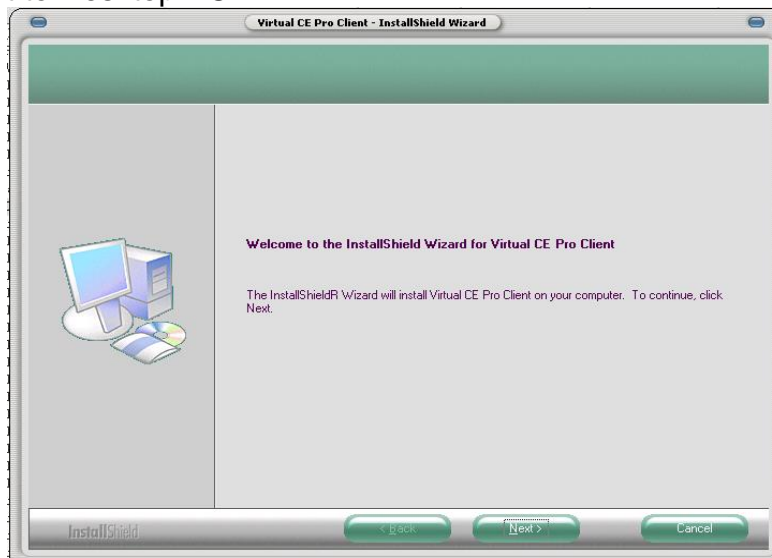 Virtual CE Pro Client - InstallShield Wizard
Welcome to the InstallShield Wizard for Virtual CE Pro Client
The InstallShieldR Wizard will install Virtual CE Pro Client on your computer. To continue, click
Next.
InstallShield
< Back
Next >
Cancel